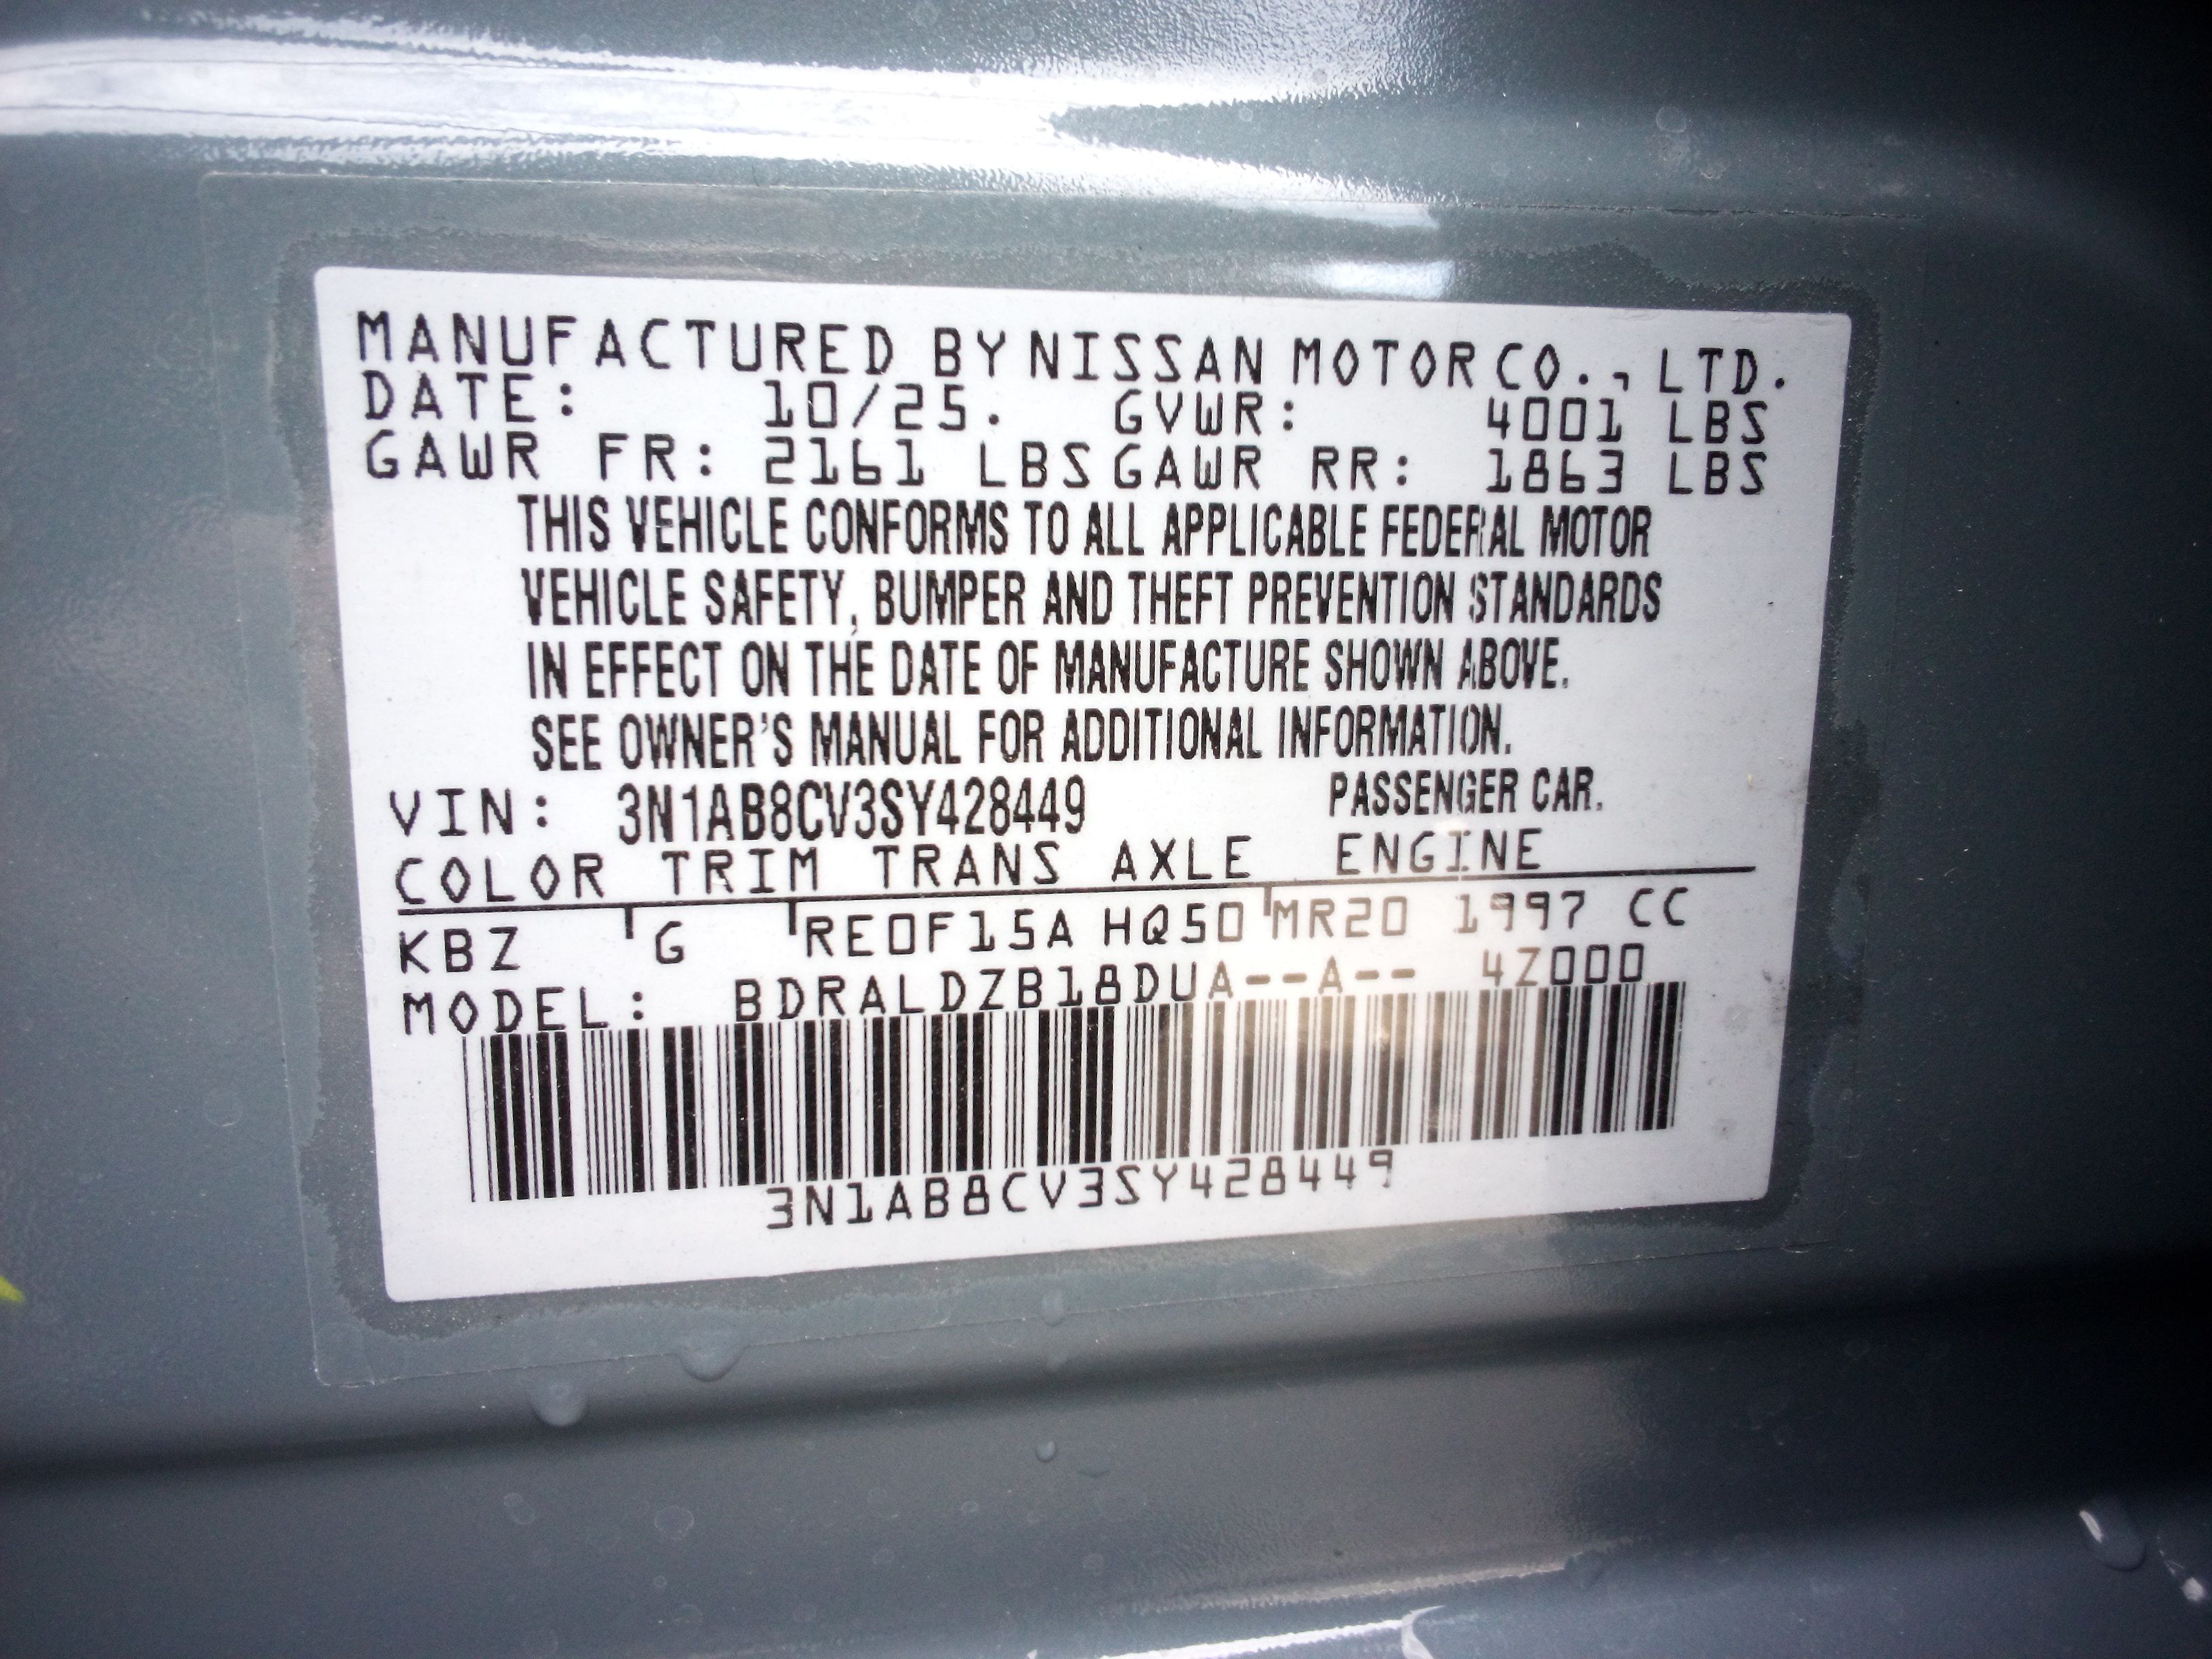 MANUFACTURED BY NISSAN MOTOR CO., LTD.
DATE: 10/25. GVWR: 4001 LBS
GAWR FR: 2161 LBS GAWR RR: 1863 LBS
THIS VEHICLE CONFORMS TO ALL APPLICABLE FEDERAL MOTOR
VEHICLE SAFETY, BUMPER AND THEFT PREVENTION STANDARDS
IN EFFECT ON THE DATE OF MANUFACTURE SHOWN ABOVE.
SEE OWNER'S MANUAL FOR ADDITIONAL INFORMATION.
VIN: 3N1AB8CV3SY428449 PASSENGER CAR.
COLOR TRIM TRANS AXLE ENGINE
KBZ G RE0F15A HQ50 MR20 1997 CC
MODEL: BDRALDZB18DUA--A-- 4Z000
3N1AB8CV3SY428449